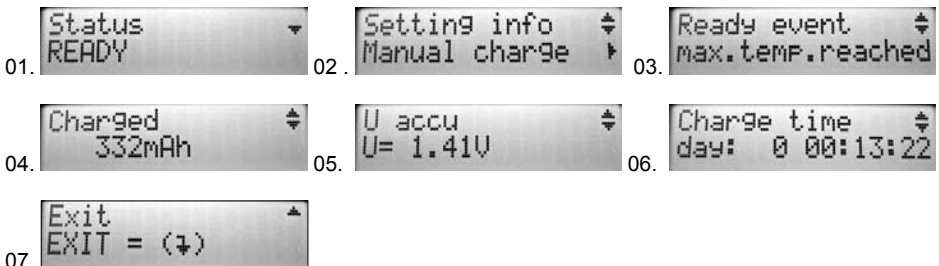 01. Status
READY
02 . Setting info
Manual charge
03. Ready event
max.temp.reached
04. Charged
332mAh
05. U accu
U= 1.41V
06. Charge time
day: 0 00:13:22
07. Exit
EXIT = (↴)